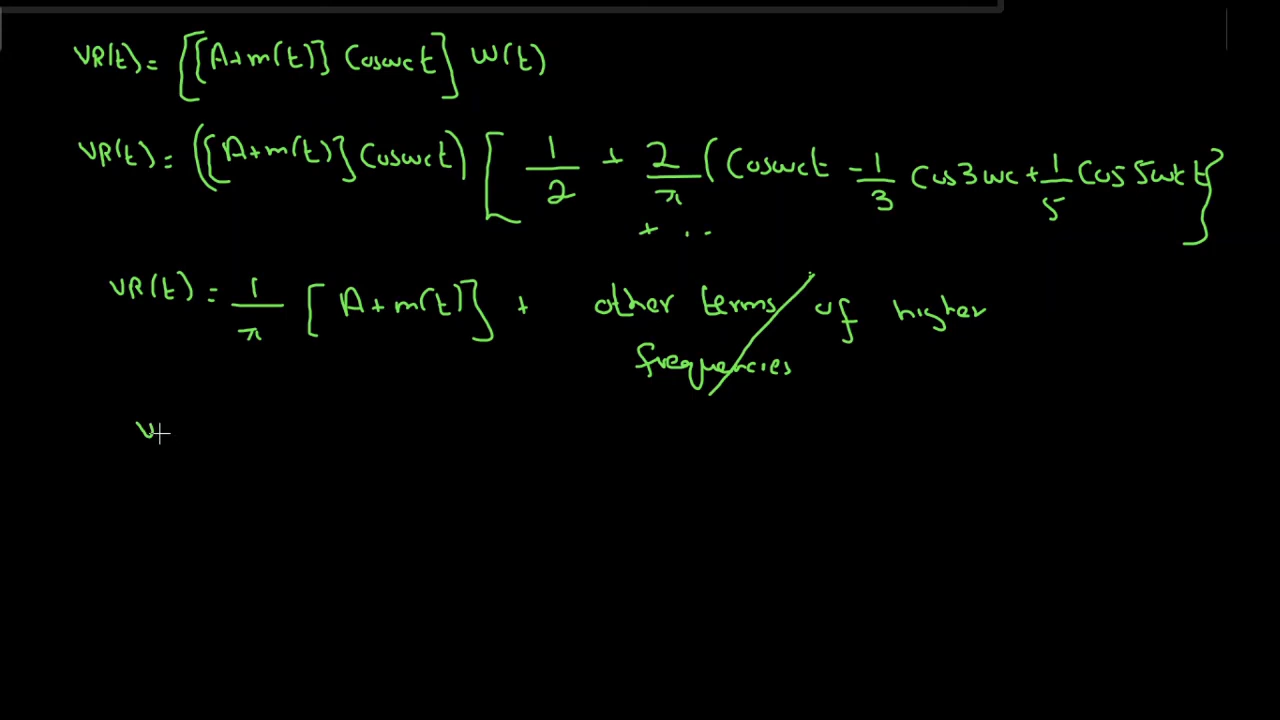 VR(t) = [[A+m(t)] Cosωct] W(t)
VR(t) = ([A+m(t)] Cosωct) [ 1/2 + 2/π (Cosωct - 1/3 Cos3ωc + 1/5 Cos5ωct }
+ ..
VR(t) = 1/π [A+m(t)] + other terms of higher
frequencies
V